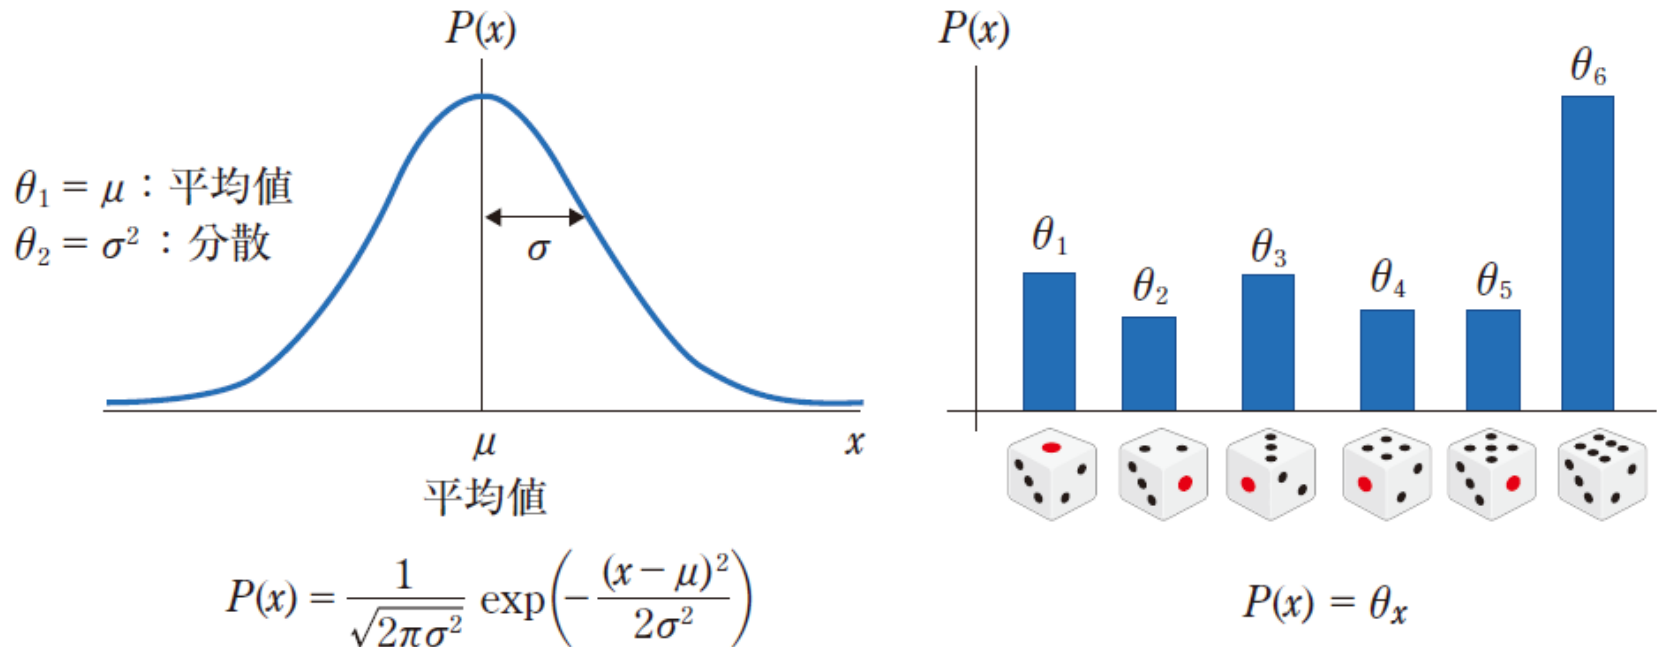 P(x)
θ₁ = μ：平均値
θ₂ = σ²：分散
σ
μ
x
平均値
P(x) = 1/√(2πσ²) exp(−(x − μ)²/2σ²)
P(x)
θ₁
θ₂
θ₃
θ₄
θ₅
θ₆
P(x) = θₓ